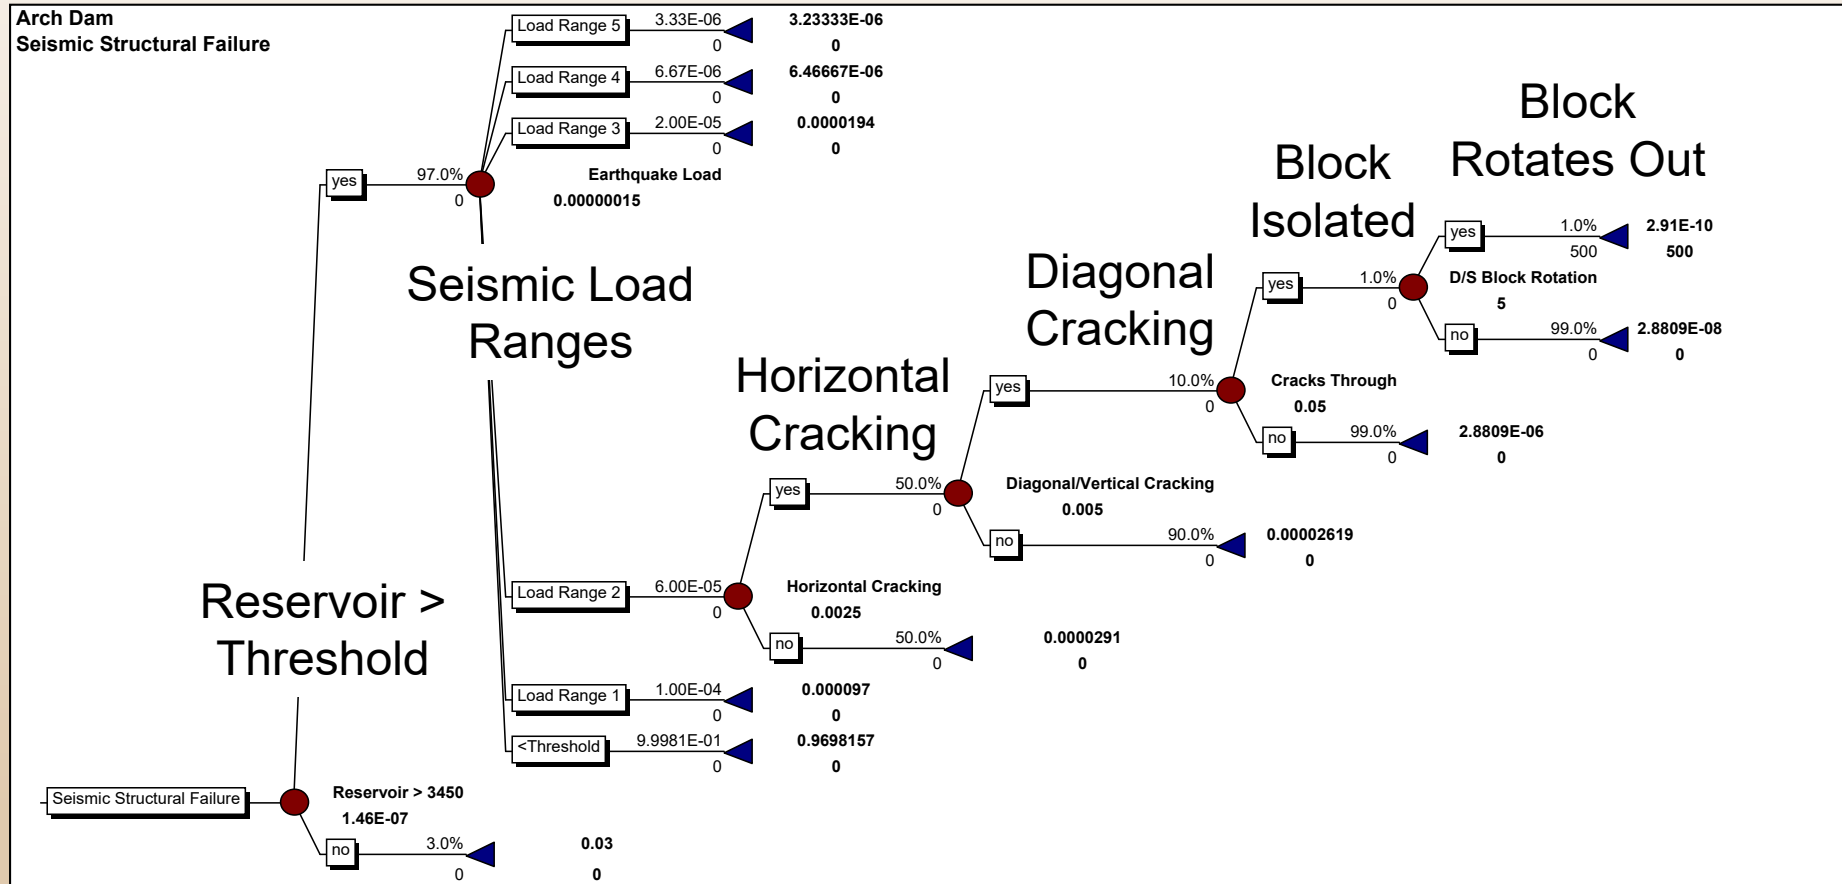 Arch Dam
Seismic Structural Failure
Load Range 5 3.33E-06 3.23333E-06
0 0
Load Range 4 6.67E-06 6.46667E-06
0 0
Load Range 3 2.00E-05 0.0000194
0 0
yes 97.0% Earthquake Load
0 0.00000015
Block
Rotates Out
Block
Isolated
yes 1.0% 2.91E-10
500 500
Diagonal
Cracking
yes 1.0% D/S Block Rotation
0 5
no 99.0% 2.8809E-08
0 0
Seismic Load
Ranges
Horizontal
Cracking
yes 10.0% Cracks Through
0 0.05
no 99.0% 2.8809E-06
0 0
yes 50.0% Diagonal/Vertical Cracking
0 0.005
no 90.0% 0.00002619
0 0
Reservoir >
Threshold
Load Range 2 6.00E-05 Horizontal Cracking
0 0.0025
no 50.0% 0.0000291
0 0
Load Range 1 1.00E-04 0.000097
0 0
<Threshold 9.9981E-01 0.9698157
0 0
Seismic Structural Failure Reservoir > 3450
1.46E-07
no 3.0% 0.03
0 0